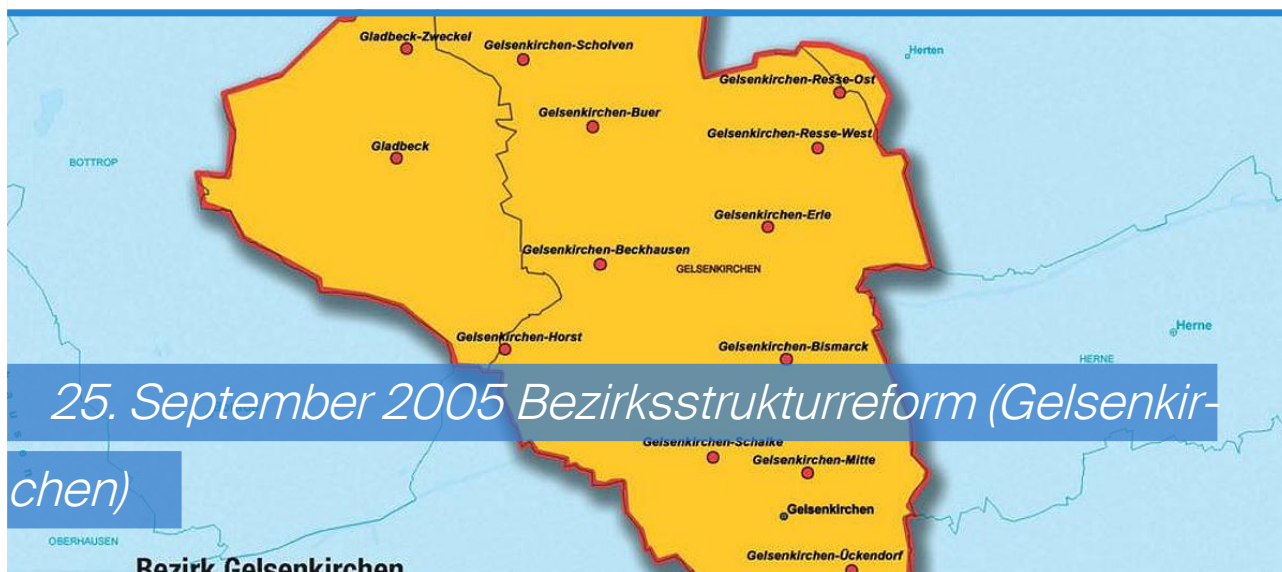 Gladbeck-Zweckel
Gelsenkirchen-Scholven
Herten
Gelsenkirchen-Resse-Ost
Gelsenkirchen-Buer
Gelsenkirchen-Resse-West
Gladbeck
BOTTROP
Gelsenkirchen-Erle
Gelsenkirchen-Beckhausen
GELSENKIRCHEN
Herne
Gelsenkirchen-Horst
Gelsenkirchen-Bismarck
HERNE
25. September 2005 Bezirksstrukturreform (Gelsenkir-
chen)
Gelsenkirchen-Schalke
Gelsenkirchen-Mitte
Gelsenkirchen
OBERHAUSEN
Gelsenkirchen-Ückendorf
Bezirk Gelsenkirchen